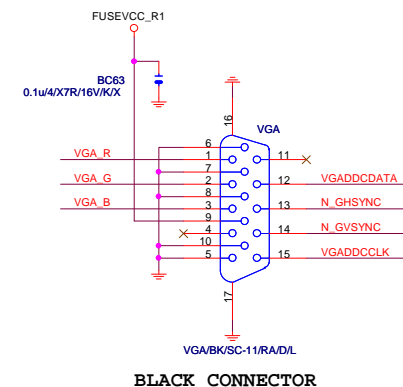 FUSEVCC_R1
BC63
0.1u/4/X7R/16V/K/X
16
VGA
6
VGA_R
1
11
7
VGA_G
2
12
VGADDCDATA
8
VGA_B
3
13
N_GHSYNC
9
4
14
N_GVSYNC
10
5
15
VGADDCCLK
17
VGA/BK/SC-11/RA/D/L
BLACK CONNECTOR